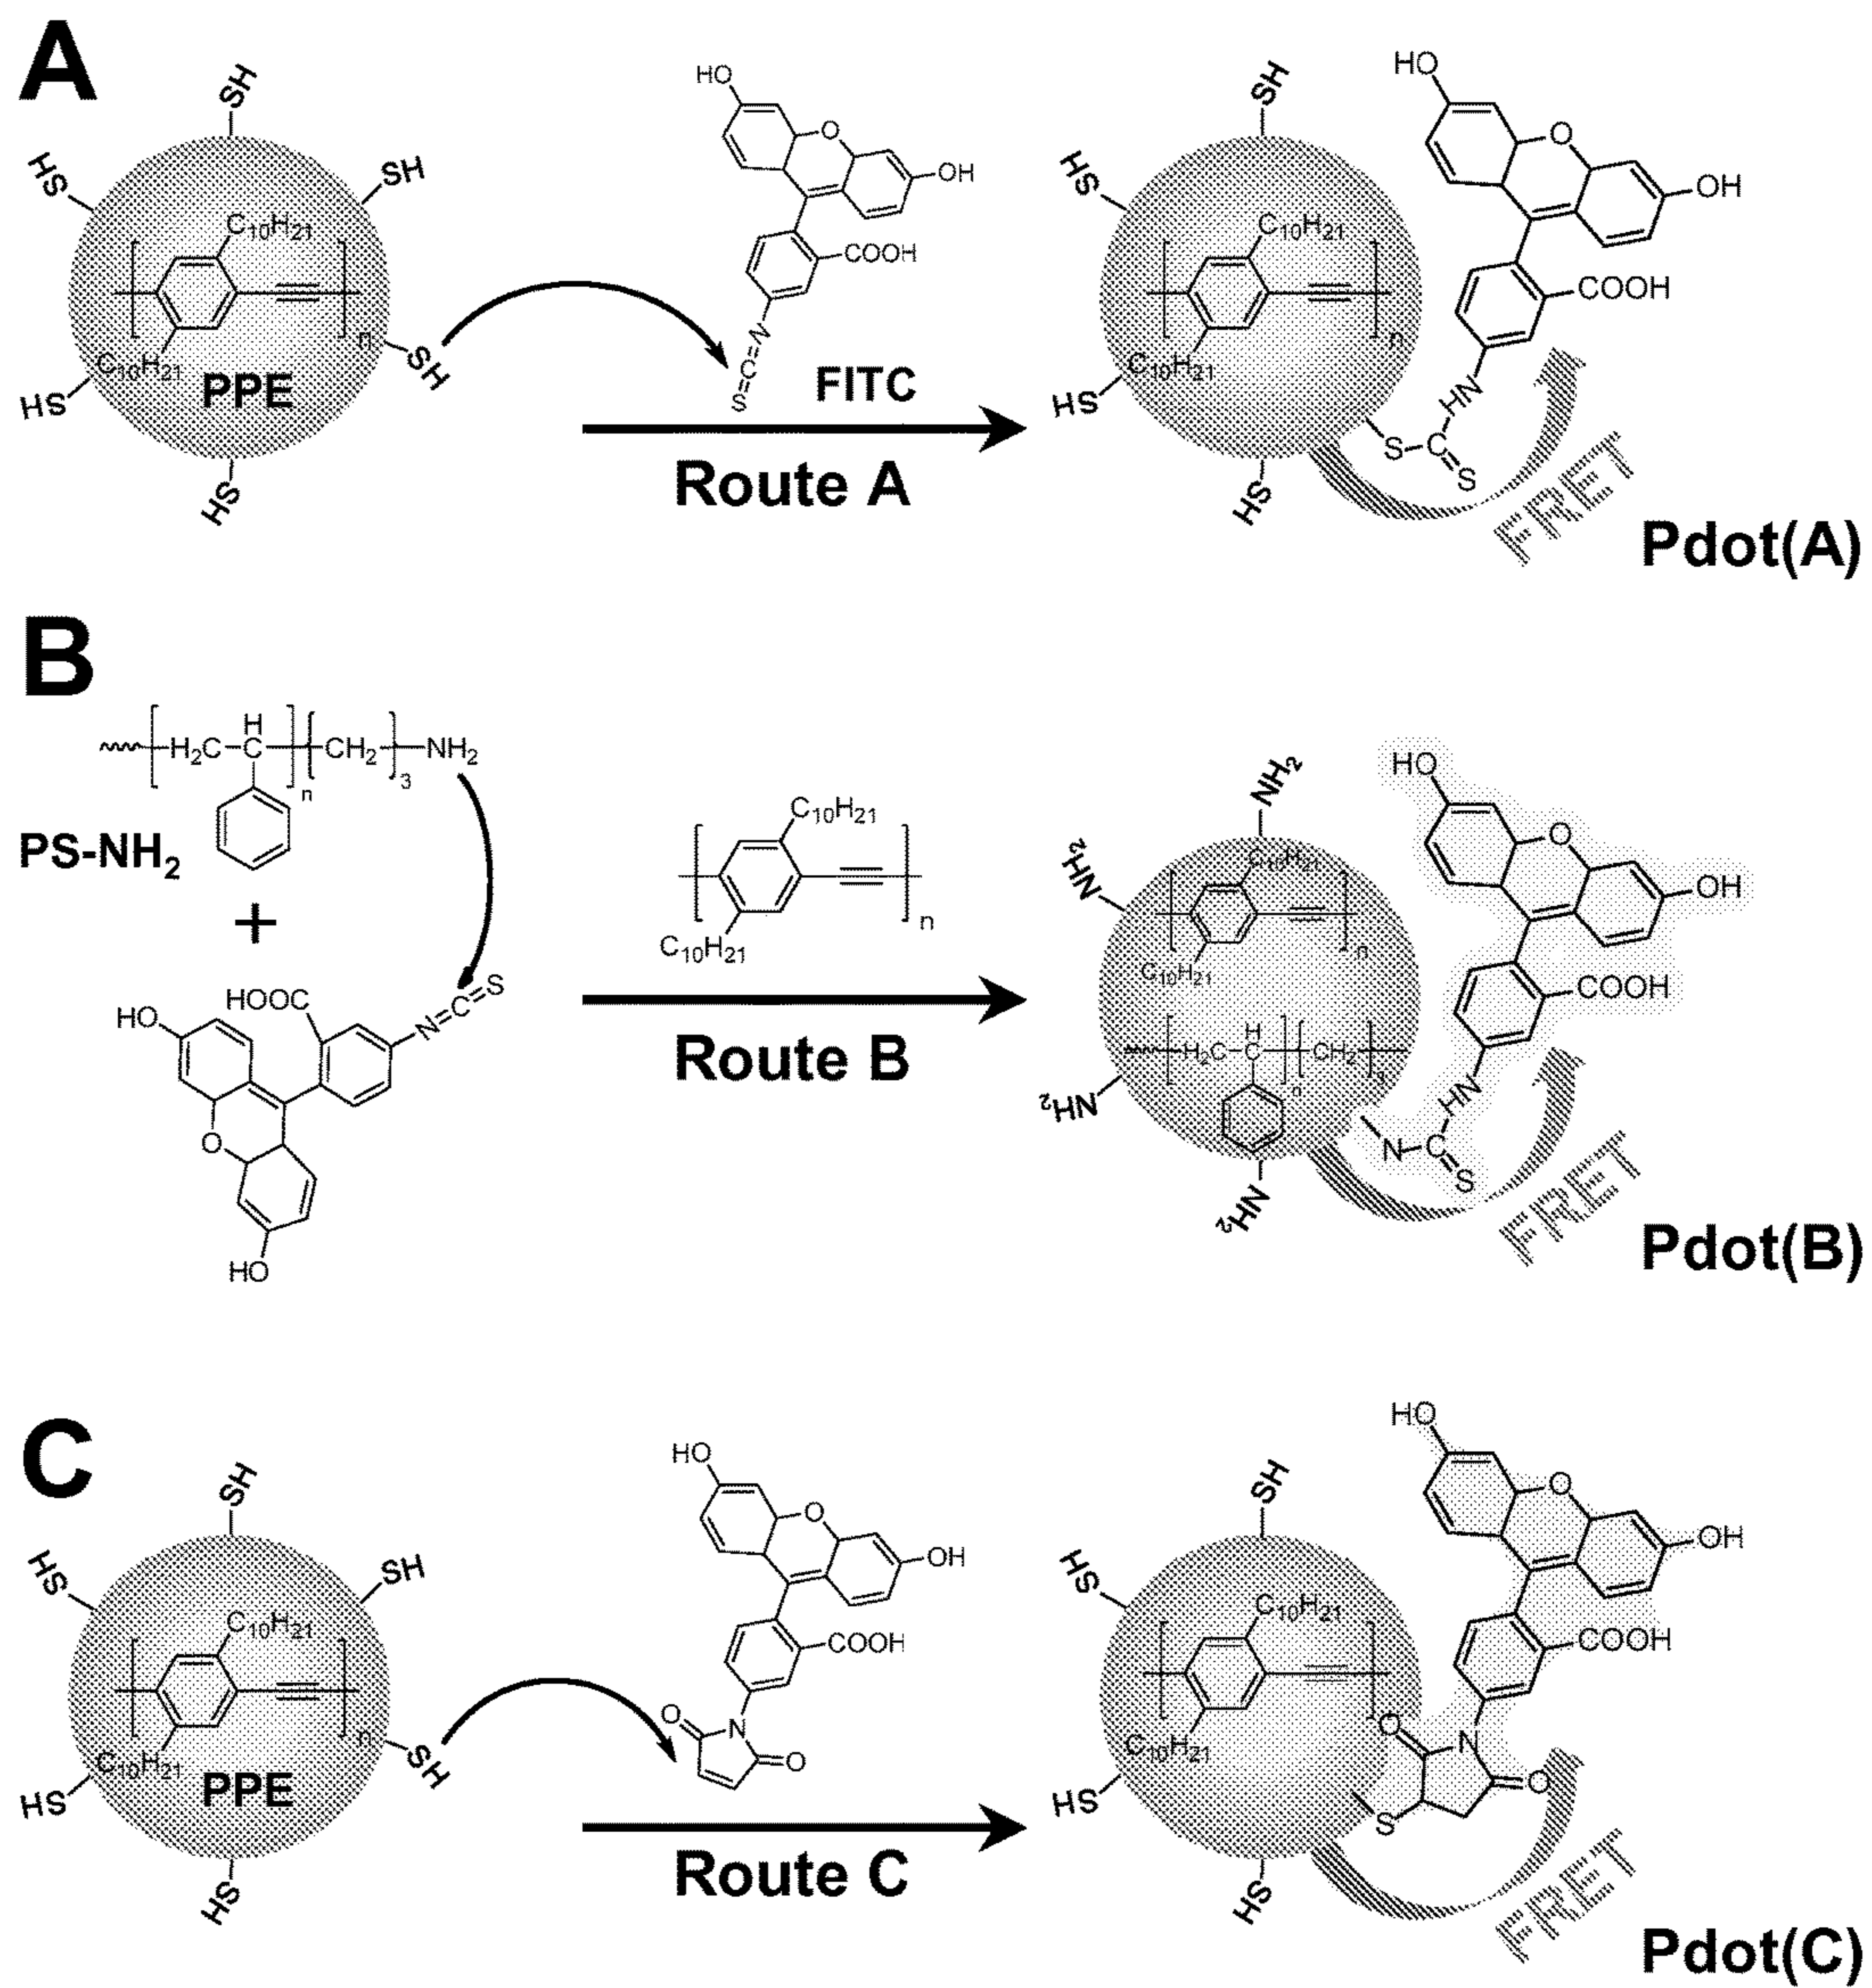 A
SH
HS
SH
C10H21
n
C10H21
PPE
SH
HS
HS
HO
O
OH
COOH
N=C=S
FITC
Route A
SH
HS
C10H21
n
C10H21
HS
HS
HO
O
OH
COOH
HN
S-C=S
FRET
Pdot(A)
B
H
H2C-C
n
CH2
3
NH2
PS-NH2
+
HOOC
N=C=S
HO
O
HO
C10H21
n
C10H21
Route B
NH2
NH2
C10H21
n
C10H21
H
H2C-C
n
CH2
3
NH2
NH2
HO
O
OH
COOH
HN
N-C=S
FRET
Pdot(B)
C
SH
HS
SH
C10H21
n
C10H21
PPE
SH
HS
HS
HO
O
OH
COOH
O
N
O
Route C
SH
HS
C10H21
C10H21
HS
HS
HO
O
OH
COOH
O
N
O
S
FRET
Pdot(C)